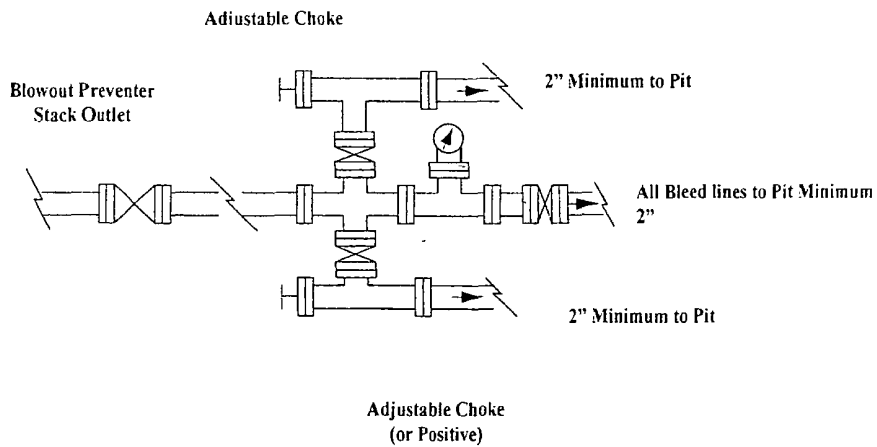 Adjustable Choke
Blowout Preventer
Stack Outlet
2" Minimum to Pit
All Bleed lines to Pit Minimum
2"
2" Minimum to Pit
Adjustable Choke
(or Positive)